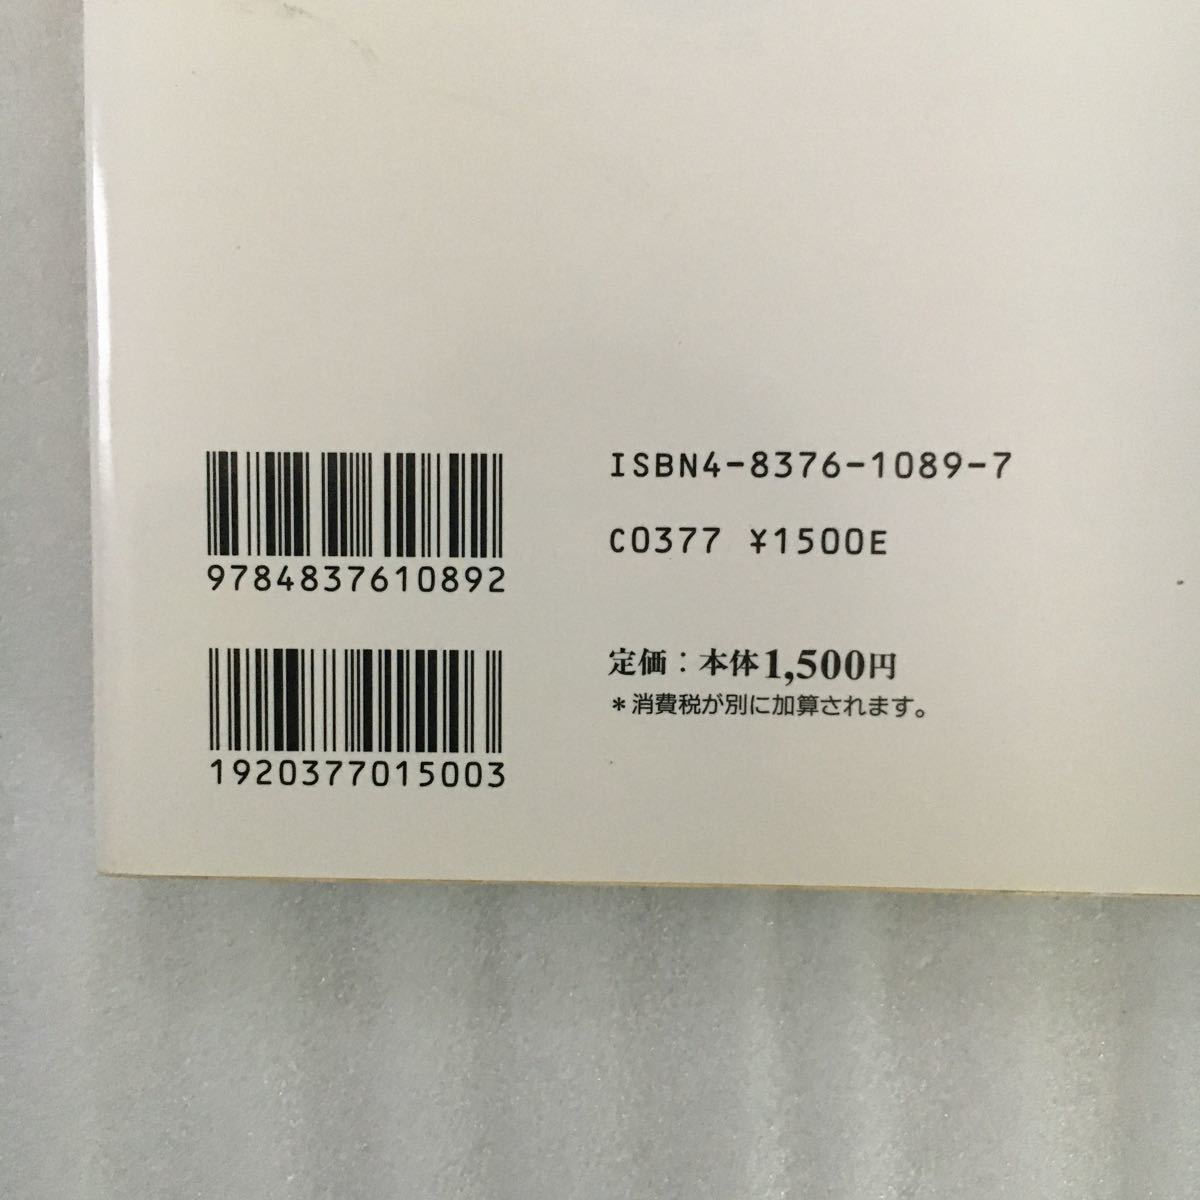 9784837610892
1920377015003
ISBN4-8376-1089-7
C0377 ¥1500E
定価：本体1,500円
＊消費税が別に加算されます。